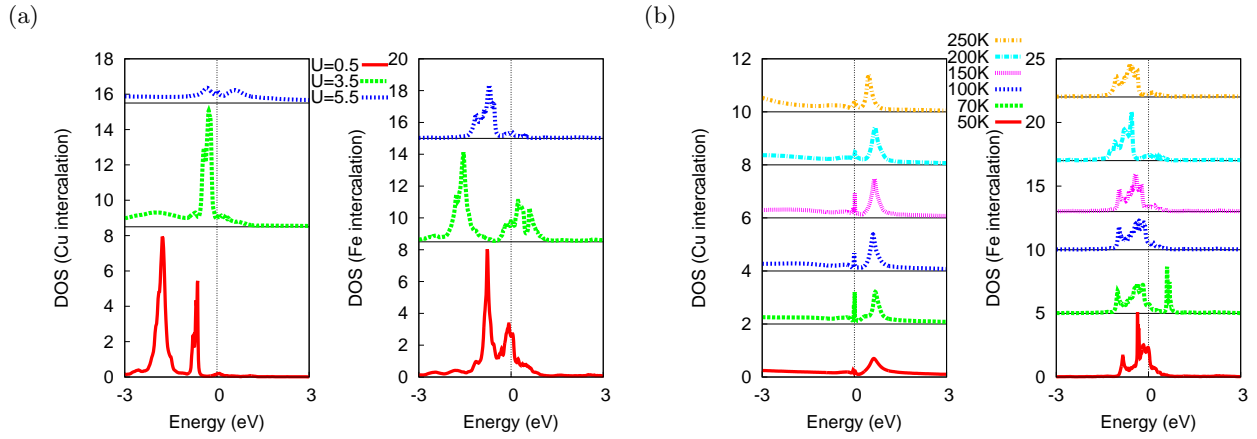 (a)
DOS (Cu intercalation)
18
16
14
12
10
8
6
4
2
0
-3
0
3
Energy (eV)
DOS (Fe intercalation)
20
18
16
14
12
10
8
6
4
2
0
-3
0
3
Energy (eV)
U=0.5
U=3.5
U=5.5
(b)
DOS (Cu intercalation)
12
10
8
6
4
2
0
-3
0
3
Energy (eV)
250K
200K
150K
100K
70K
50K
DOS (Fe intercalation)
25
20
15
10
5
0
-3
0
3
Energy (eV)